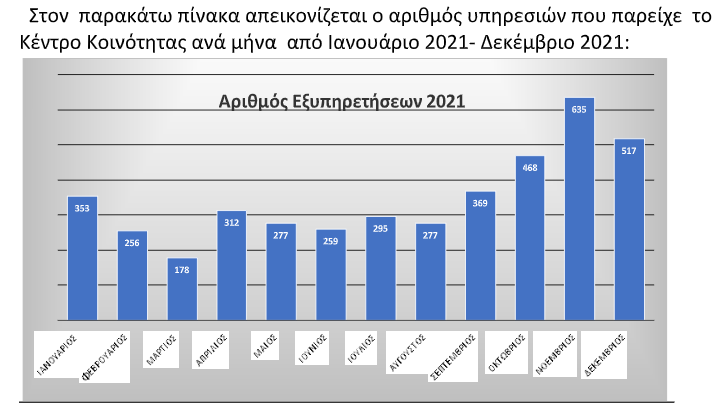 Στον παρακάτω πίνακα απεικονίζεται ο αριθμός υπηρεσιών που παρείχε το
Κέντρο Κοινότητας ανά μήνα από Ιανουάριο 2021- Δεκέμβριο 2021:
Αριθμός Εξυπηρετήσεων 2021
353
256
178
312
277
259
295
277
369
468
635
517
ΙΑΝΟΥΑΡΙΟΣ
ΦΕΒΡΟΥΑΡΙΟΣ
ΜΑΡΤΙΟΣ
ΑΠΡΙΛΙΟΣ
ΜΑΙΟΣ
ΙΟΥΝΙΟΣ
ΙΟΥΛΙΟΣ
ΑΥΓΟΥΣΤΟΣ
ΣΕΠΤΕΜΒΡΙΟΣ
ΟΚΤΩΒΡΙΟΣ
ΝΟΕΜΒΡΙΟΣ
ΔΕΚΕΜΒΡΙΟΣ